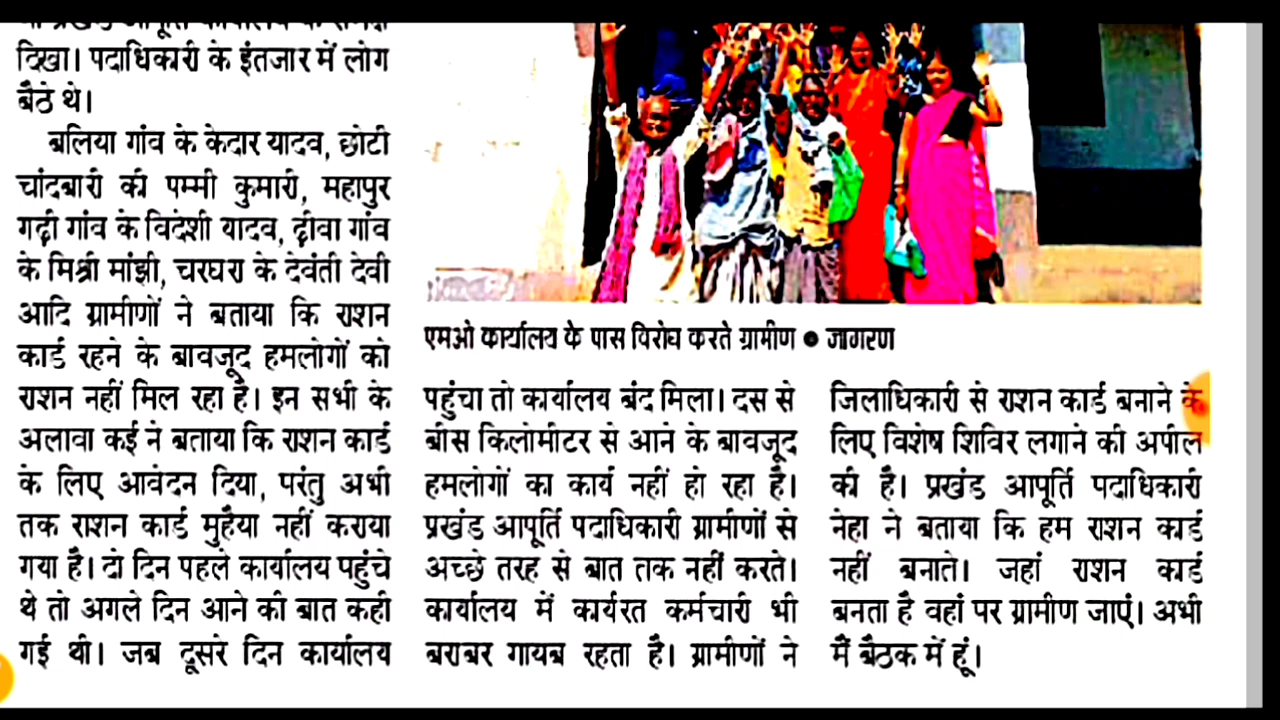 प्रखंड आपूर्ति कार्यालय
दिखा। पदाधिकारी के इंतजार में लोग
बैठे थे।
बलिया गांव के केदार यादव, छोटी
चांदबारी की पम्मी कुमारी, महापुर
गढ़ी गांव के विदेशी यादव, ढ़ीवा गांव
के मिश्री मांझी, चरघरा के देवंती देवी
आदि ग्रामीणों ने बताया कि राशन
कार्ड रहने के बावजूद हमलोगों को
राशन नहीं मिल रहा है। इन सभी के
अलावा कई ने बताया कि राशन कार्ड
के लिए आवेदन दिया, परंतु अभी
तक राशन कार्ड मुहैया नहीं कराया
गया है। दो दिन पहले कार्यालय पहुंचे
थे तो अगले दिन आने की बात कही
गई थी। जब दूसरे दिन कार्यालय
एमओ कार्यालय के पास विरोध करते ग्रामीण ● जागरण
पहुंचा तो कार्यालय बंद मिला। दस से
बीस किलोमीटर से आने के बावजूद
हमलोगों का कार्य नहीं हो रहा है।
प्रखंड आपूर्ति पदाधिकारी ग्रामीणों से
अच्छे तरह से बात तक नहीं करते।
कार्यालय में कार्यरत कर्मचारी भी
बराबर गायब रहता है। ग्रामीणों ने
जिलाधिकारी से राशन कार्ड बनाने के
लिए विशेष शिविर लगाने की अपील
की है। प्रखंड आपूर्ति पदाधिकारी
नेहा ने बताया कि हम राशन कार्ड
नहीं बनाते। जहां राशन कार्ड
बनता है वहां पर ग्रामीण जाएं। अभी
मैं बैठक में हूं।